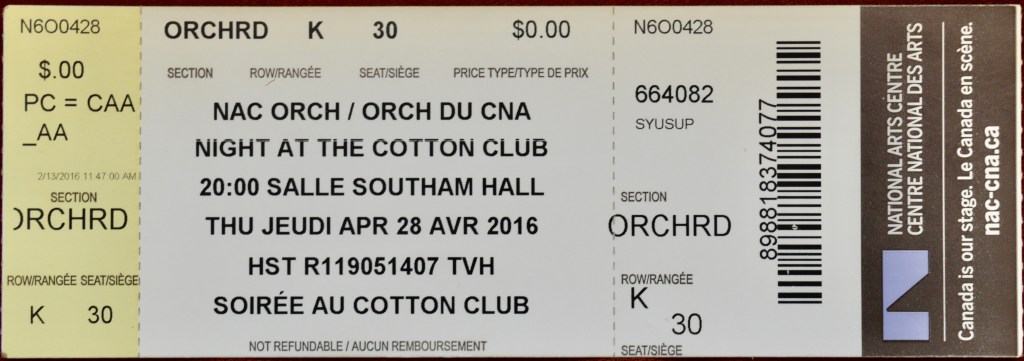 N6O0428
$.00
PC = CAA
_AA
2/13/2016 11:47:00 AM
SECTION
ORCHRD
ROW/RANGÉE SEAT/SIÈGE
K 30
ORCHRD K 30 $0.00
SECTION ROW/RANGÉE SEAT/SIÈGE PRICE TYPE/TYPE DE PRIX
NAC ORCH / ORCH DU CNA
NIGHT AT THE COTTON CLUB
20:00 SALLE SOUTHAM HALL
THU JEUDI APR 28 AVR 2016
HST R119051407 TVH
SOIRÉE AU COTTON CLUB
NOT REFUNDABLE / AUCUN REMBOURSEMENT
N6O0428
664082
SYUSUP
SECTION
ORCHRD
ROW/RANGÉE
K
30
SEAT/SIÈGE
898818374077
NATIONAL ARTS CENTRE
CENTRE NATIONAL DES ARTS
Canada is our stage. Le Canada en scène.
nac-cna.ca